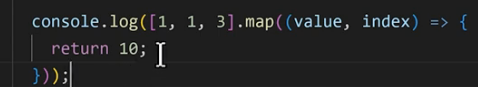 console.log([1, 1, 3].map((value, index) => {
  return 10;
}));